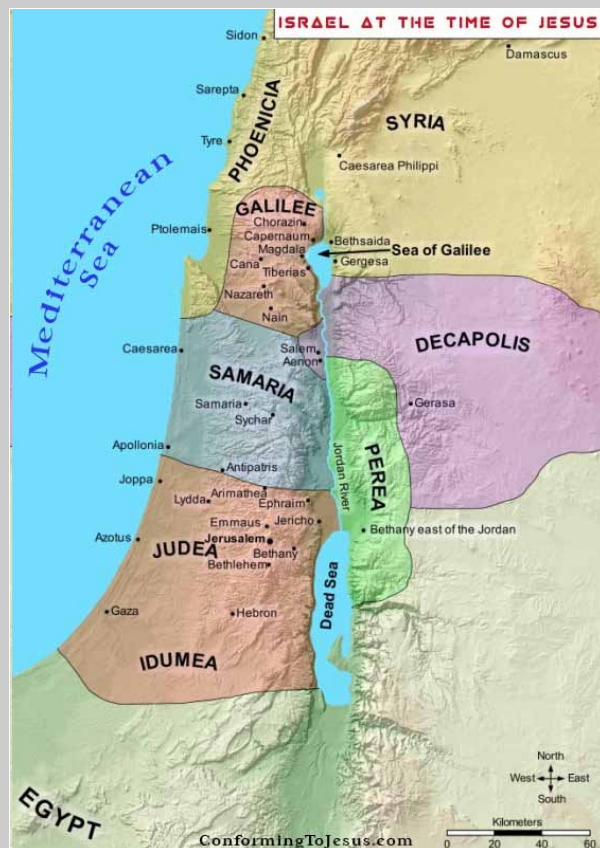 ISRAEL AT THE TIME OF JESUS
Sidon
Damascus
Sarepta
PHOENICIA
SYRIA
Tyre
Caesarea Philippi
Mediterranean
Sea
GALILEE
Chorazin
Ptolemais
Capernaum
Bethsaida
Magdala
Sea of Galilee
Cana
Gergesa
Tiberias
Nazareth
Nain
DECAPOLIS
Caesarea
Salem
Aenon
SAMARIA
Samaria
Gerasa
Sychar
PEREA
Jordan River
Apollonia
Antipatris
Joppa
Arimathea
Lydda
Ephraim
Emmaus
Jericho
Bethany east of the Jordan
Azotus
Jerusalem
JUDEA
Bethany
Bethlehem
Dead Sea
Gaza
Hebron
IDUMEA
EGYPT
North
West
East
South
Kilometers
0 20 40 60
ConformingToJesus.com